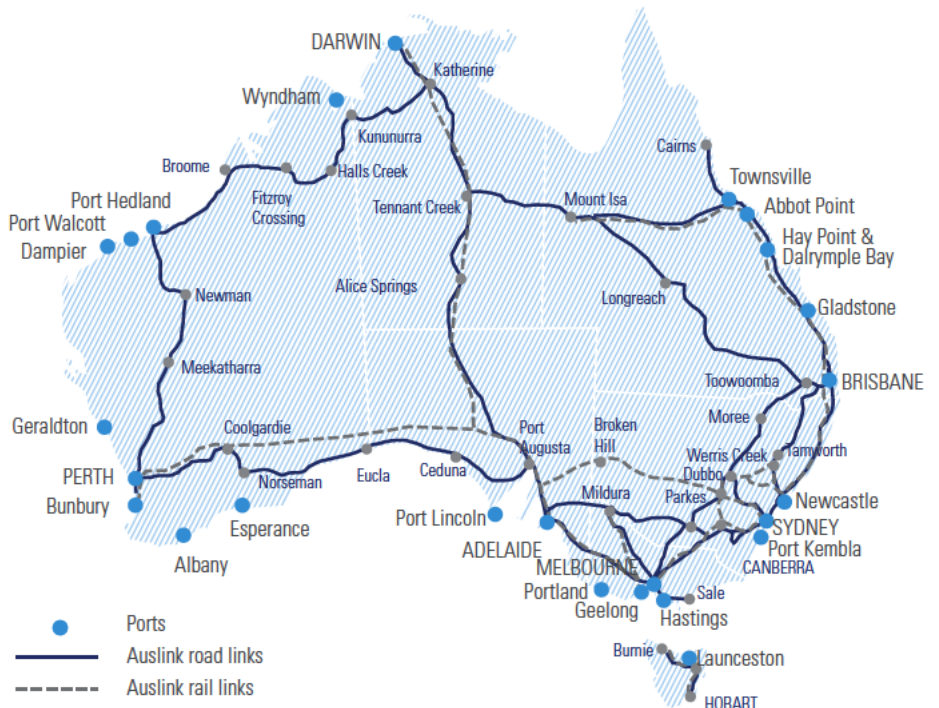 DARWIN
Katherine
Wyndham
Kununurra
Cairns
Broome
Halls Creek
Townsville
Fitzroy
Crossing
Tennant Creek
Mount Isa
Abbot Point
Port Hedland
Port Walcott
Dampier
Hay Point &
Dalrymple Bay
Alice Springs
Newman
Longreach
Gladstone
Meekatharra
Toowoomba
BRISBANE
Geraldton
Coolgardie
Port
Augusta
Broken
Hill
Moree
Werris Creek
Tamworth
PERTH
Norseman
Eucla
Ceduna
Dubbo
Mildura
Parkes
Newcastle
Bunbury
Esperance
Port Lincoln
SYDNEY
Albany
ADELAIDE
Port Kembla
MELBOURNE
CANBERRA
Portland
Sale
Geelong
Hastings
Ports
Auslink road links
Auslink rail links
Burnie
Launceston
HOBART